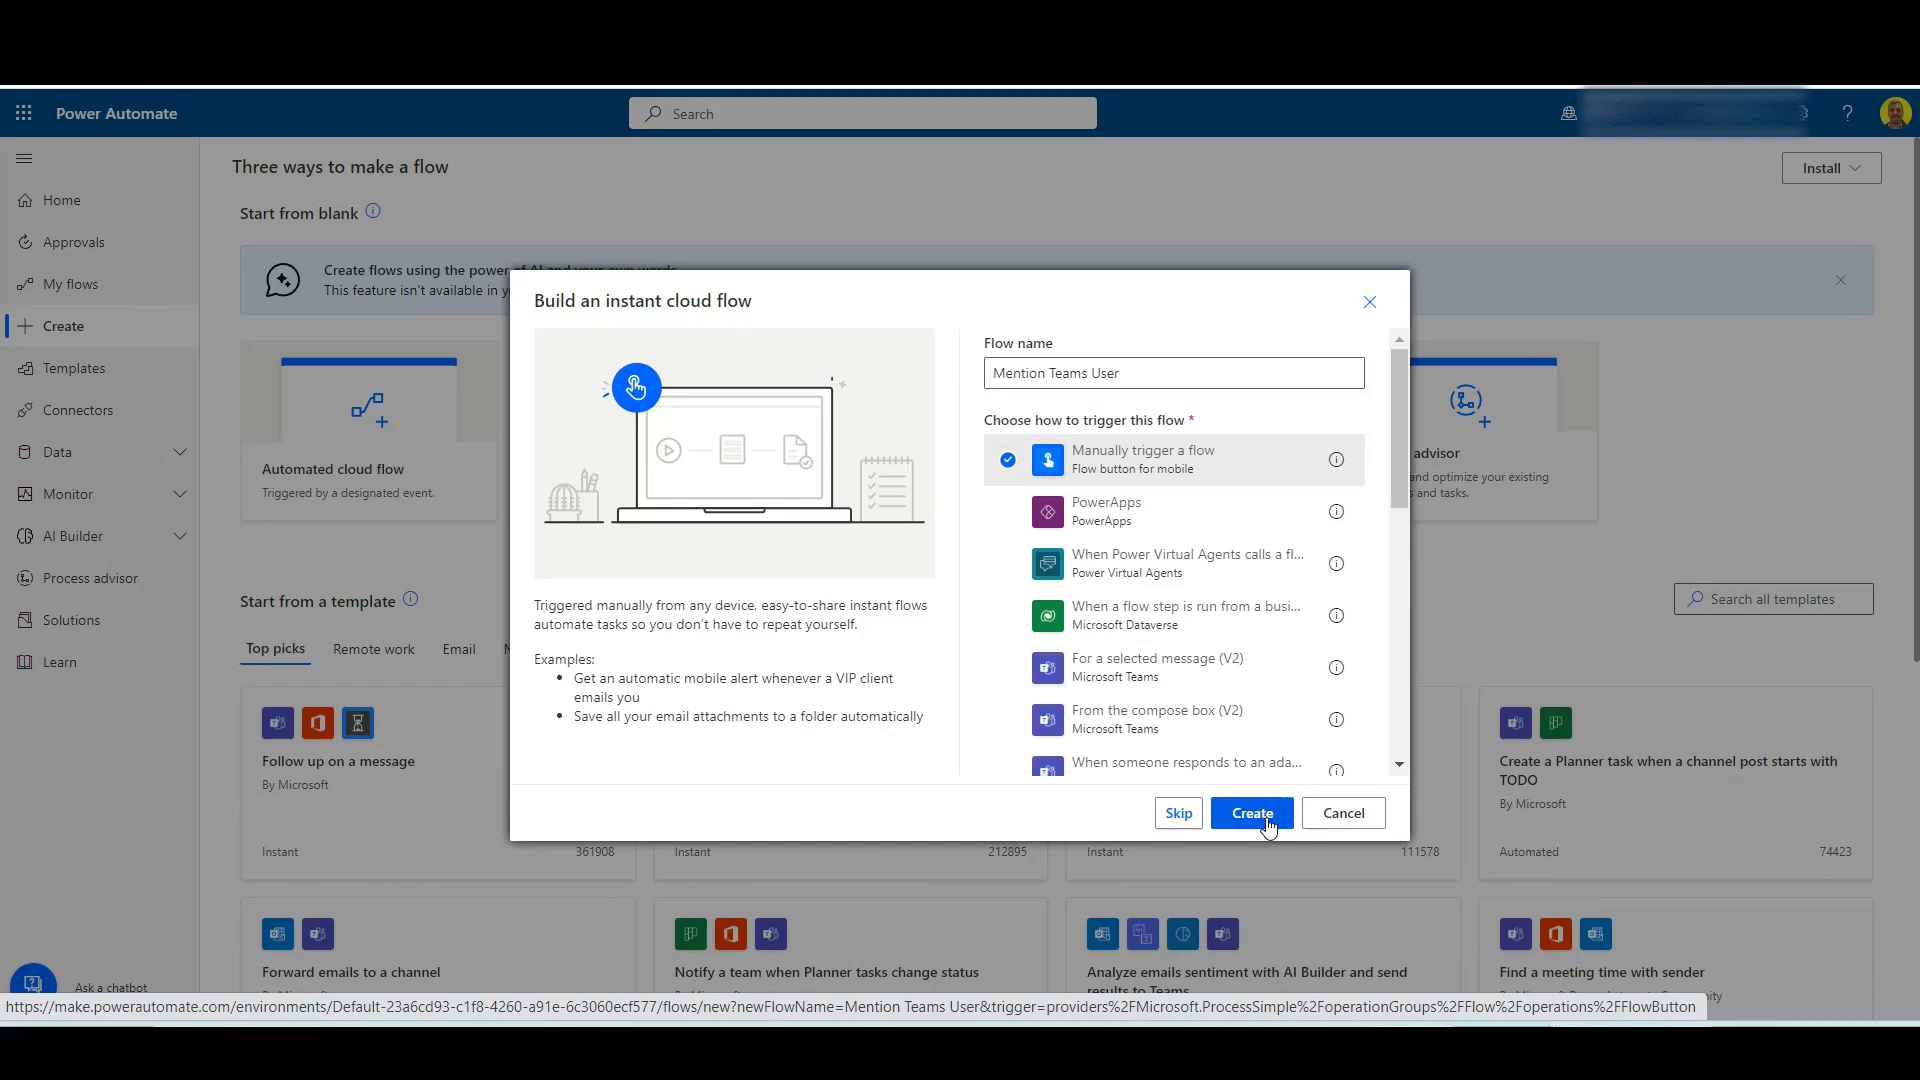 Power Automate
Search
?
Three ways to make a flow
Install
Start from blank
Home
Approvals
My flows
Create
Templates
Connectors
Data
Monitor
AI Builder
Process advisor
Solutions
Learn
Ask a chatbot
Create flows using the power of AI and your own words
This feature isn't available in y
Automated cloud flow
Triggered by a designated event.
advisor
and optimize your existing
s and tasks.
Build an instant cloud flow
Triggered manually from any device, easy-to-share instant flows
automate tasks so you don't have to repeat yourself.
Examples:
• Get an automatic mobile alert whenever a VIP client
emails you
• Save all your email attachments to a folder automatically
Flow name
Mention Teams User
Choose how to trigger this flow *
Manually trigger a flow
Flow button for mobile
PowerApps
PowerApps
When Power Virtual Agents calls a fl...
Power Virtual Agents
When a flow step is run from a busi...
Microsoft Dataverse
For a selected message (V2)
Microsoft Teams
From the compose box (V2)
Microsoft Teams
When someone responds to an ada...
Skip
Create
Cancel
Start from a template
Search all templates
Top picks
Remote work
Email
Follow up on a message
By Microsoft
Instant
361908
Instant
212895
Instant
111578
Create a Planner task when a channel post starts with
TODO
By Microsoft
Automated
74423
Forward emails to a channel
Notify a team when Planner tasks change status
Analyze emails sentiment with AI Builder and send
results to Teams
Find a meeting time with sender
https://make.powerautomate.com/environments/Default-23a6cd93-c1f8-4260-a91e-6c3060ecf577/flows/new?newFlowName=Mention Teams User&trigger=providers%2FMicrosoft.ProcessSimple%2FoperationGroups%2FFlow%2Foperations%2FFlowButton